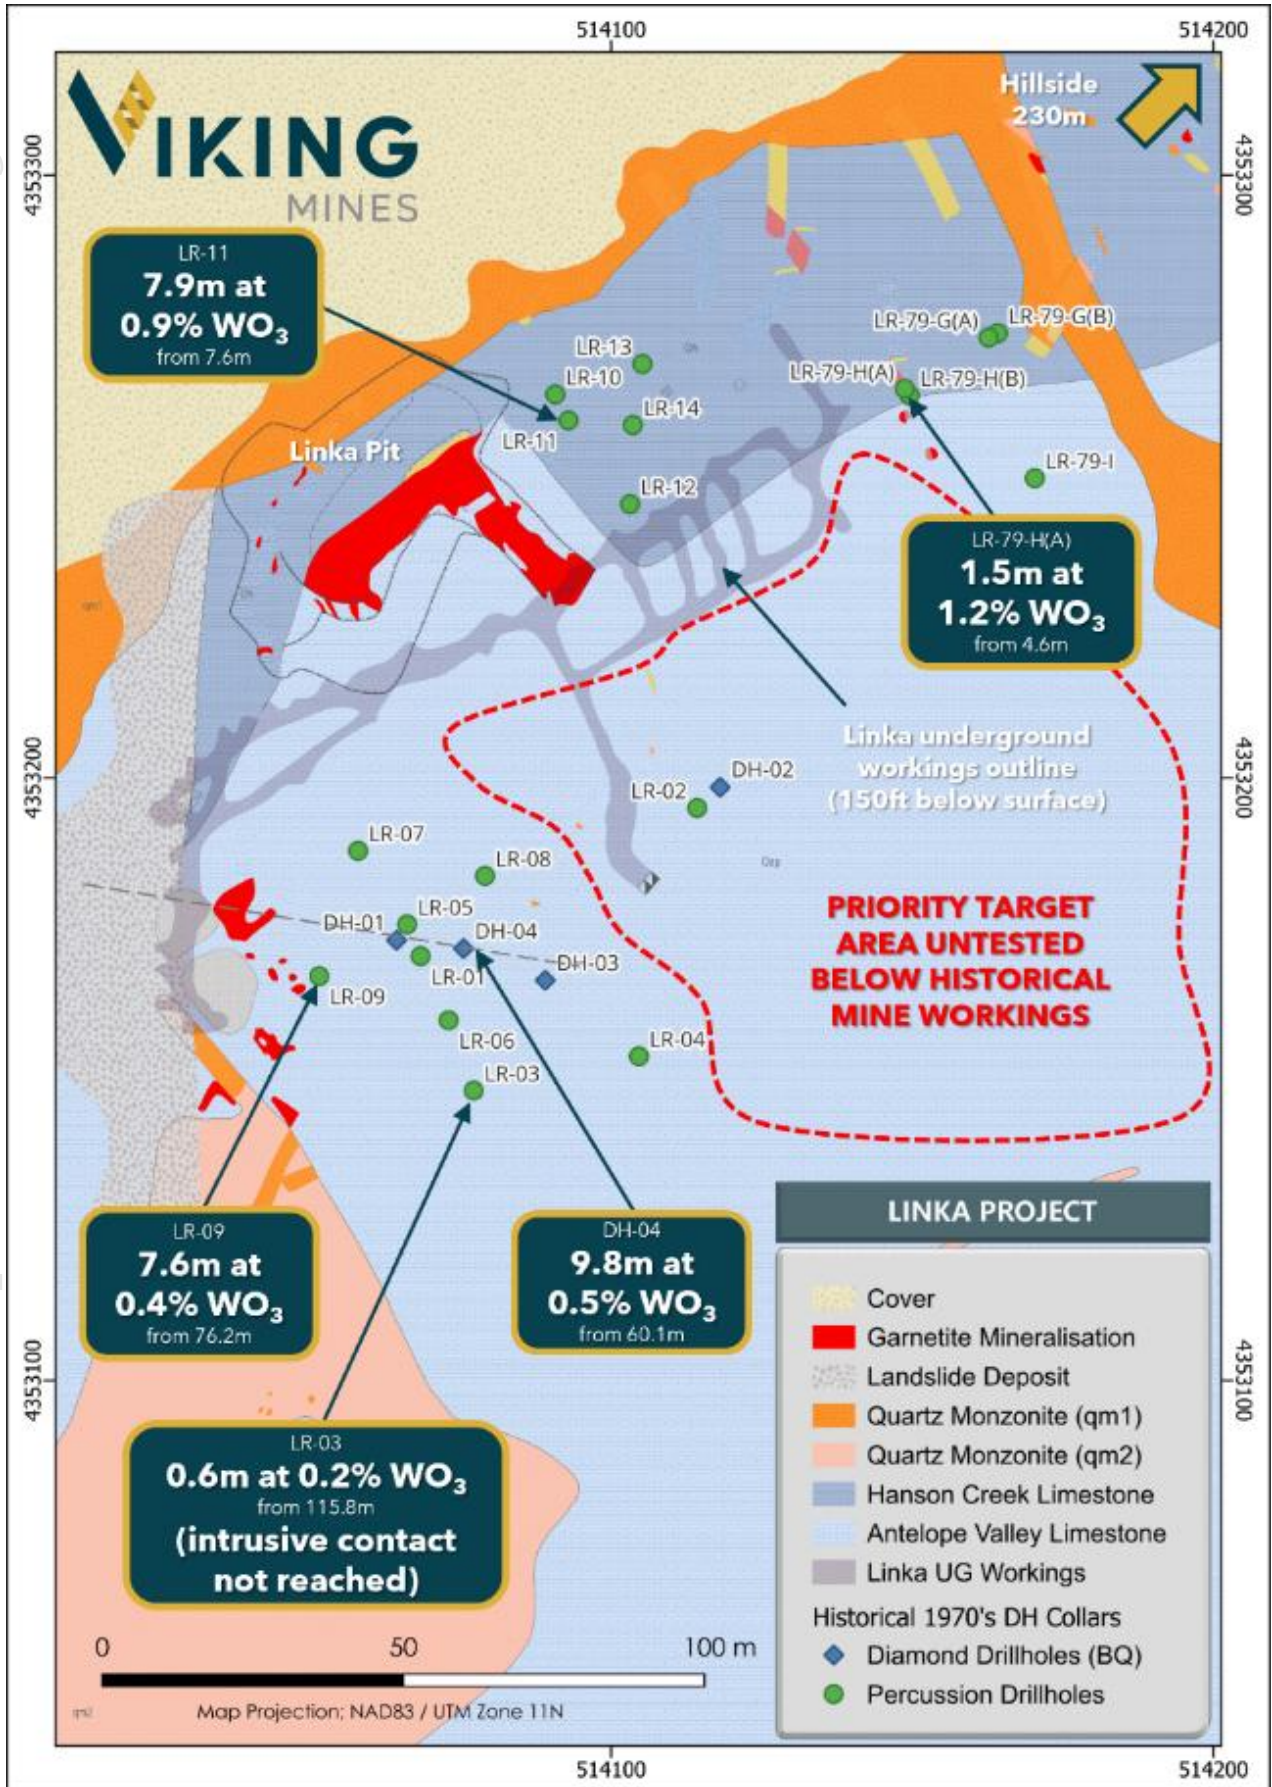 514100
514200
VIKING
MINES
Hillside
230m
4353300
4353300
LR-11
7.9m at
0.9% WO₃
from 7.6m
LR-79-G(A)
LR-79-G(B)
LR-13
LR-10
LR-79-H(A)
LR-79-H(B)
LR-14
LR-11
Linka Pit
LR-79-I
LR-12
LR-79-H(A)
1.5m at
1.2% WO₃
from 4.6m
Linka underground
workings outline
(150ft below surface)
4353200
4353200
DH-02
LR-02
LR-07
LR-08
LR-05
DH-01
DH-04
DH-03
LR-01
LR-09
LR-06
LR-04
LR-03
PRIORITY TARGET
AREA UNTESTED
BELOW HISTORICAL
MINE WORKINGS
LR-09
7.6m at
0.4% WO₃
from 76.2m
DH-04
9.8m at
0.5% WO₃
from 60.1m
4353100
4353100
LR-03
0.6m at 0.2% WO₃
from 115.8m
(intrusive contact
not reached)
LINKA PROJECT
Cover
Garnetite Mineralisation
Landslide Deposit
Quartz Monzonite (qm1)
Quartz Monzonite (qm2)
Hanson Creek Limestone
Antelope Valley Limestone
Linka UG Workings
Historical 1970's DH Collars
Diamond Drillholes (BQ)
Percussion Drillholes
0 50 100 m
Map Projection; NAD83 / UTM Zone 11N
qm2
514100
514200